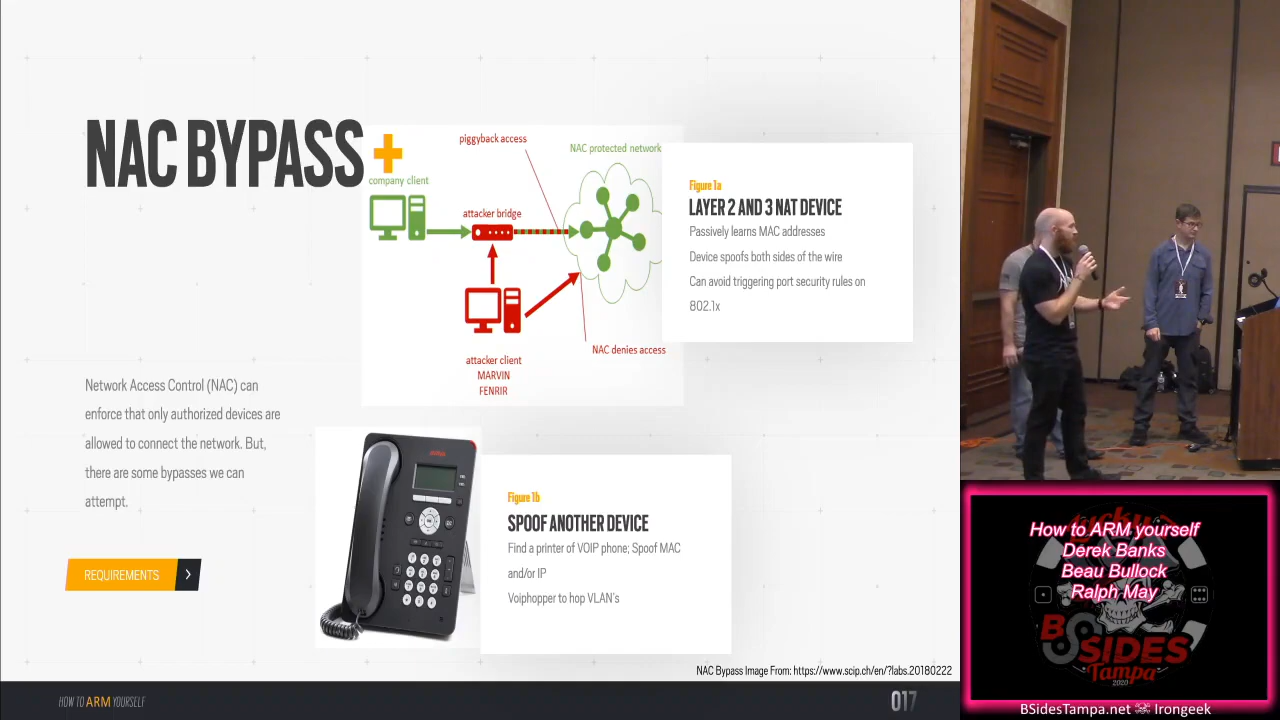 NAC BYPASS
piggyback access
NAC protected network
company client
attacker bridge
NAC denies access
attacker client
MARVIN
FENRIR
Figure 1a
LAYER 2 AND 3 NAT DEVICE
Passively learns MAC addresses
Device spoofs both sides of the wire
Can avoid triggering port security rules on
802.1x
Network Access Control (NAC) can
enforce that only authorized devices are
allowed to connect the network. But,
there are some bypasses we can
attempt.
REQUIREMENTS
Figure 1b
SPOOF ANOTHER DEVICE
Find a printer of VOIP phone; Spoof MAC
and/or IP
Voiphopper to hop VLAN's
NAC Bypass Image From: https://www.scip.ch/en/?labs.20180222
HOW TO ARM YOURSELF
017
How to ARM yourself
Derek Banks
Beau Bullock
Ralph May
BSIDES
Tampa
2020
BSidesTampa.net Irongeek